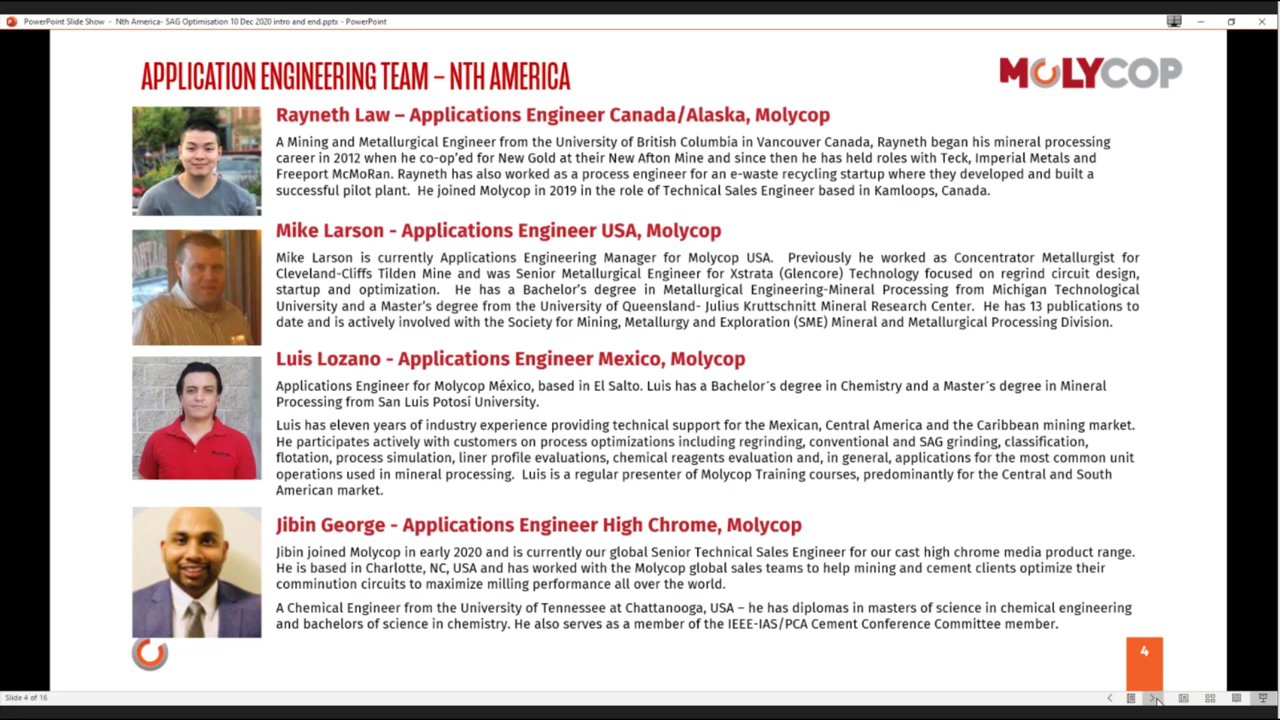 PowerPoint Slide Show - Nth America- SAG Optimisation 10 Dec 2020 intro and end.pptx - PowerPoint
APPLICATION ENGINEERING TEAM – NTH AMERICA
MOLYCOP
Rayneth Law – Applications Engineer Canada/Alaska, Molycop
A Mining and Metallurgical Engineer from the University of British Columbia in Vancouver Canada, Rayneth began his mineral processing
career in 2012 when he co-op'ed for New Gold at their New Afton Mine and since then he has held roles with Teck, Imperial Metals and
Freeport McMoRan. Rayneth has also worked as a process engineer for an e-waste recycling startup where they developed and built a
successful pilot plant. He joined Molycop in 2019 in the role of Technical Sales Engineer based in Kamloops, Canada.
Mike Larson - Applications Engineer USA, Molycop
Mike Larson is currently Applications Engineering Manager for Molycop USA. Previously he worked as Concentrator Metallurgist for
Cleveland-Cliffs Tilden Mine and was Senior Metallurgical Engineer for Xstrata (Glencore) Technology focused on regrind circuit design,
startup and optimization. He has a Bachelor's degree in Metallurgical Engineering-Mineral Processing from Michigan Technological
University and a Master's degree from the University of Queensland- Julius Kruttschnitt Mineral Research Center. He has 13 publications to
date and is actively involved with the Society for Mining, Metallurgy and Exploration (SME) Mineral and Metallurgical Processing Division.
Luis Lozano - Applications Engineer Mexico, Molycop
Applications Engineer for Molycop México, based in El Salto. Luis has a Bachelor´s degree in Chemistry and a Master´s degree in Mineral
Processing from San Luis Potosí University.
Luis has eleven years of industry experience providing technical support for the Mexican, Central America and the Caribbean mining market.
He participates actively with customers on process optimizations including regrinding, conventional and SAG grinding, classification,
flotation, process simulation, liner profile evaluations, chemical reagents evaluation and, in general, applications for the most common unit
operations used in mineral processing. Luis is a regular presenter of Molycop Training courses, predominantly for the Central and South
American market.
Jibin George - Applications Engineer High Chrome, Molycop
Jibin joined Molycop in early 2020 and is currently our global Senior Technical Sales Engineer for our cast high chrome media product range.
He is based in Charlotte, NC, USA and has worked with the Molycop global sales teams to help mining and cement clients optimize their
comminution circuits to maximize milling performance all over the world.
A Chemical Engineer from the University of Tennessee at Chattanooga, USA – he has diplomas in masters of science in chemical engineering
and bachelors of science in chemistry. He also serves as a member of the IEEE-IAS/PCA Cement Conference Committee member.
4
Slide 4 of 16